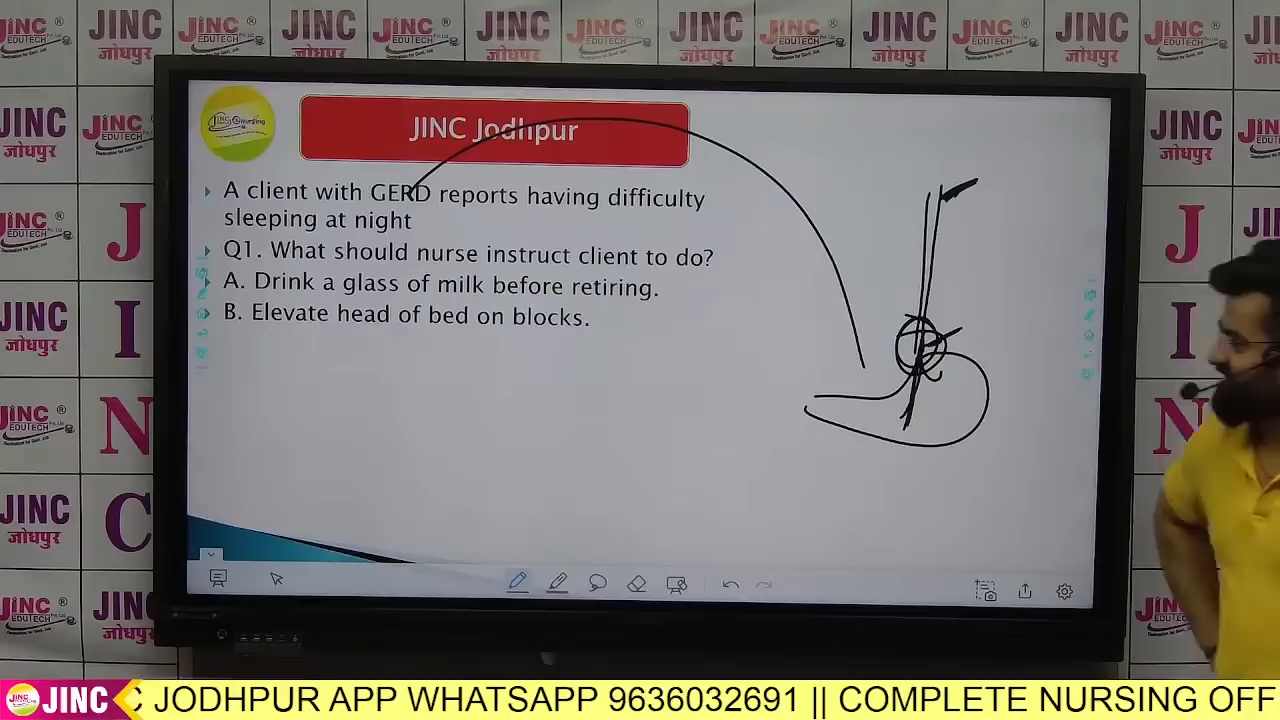 JINC Jodhpur
A client with GERD reports having difficulty
sleeping at night
Q1. What should nurse instruct client to do?
A. Drink a glass of milk before retiring.
B. Elevate head of bed on blocks.
JINC
जोधपुर
JINC
EDUTECH
J
I
N
C
JINC
JODHPUR APP WHATSAPP 9636032691 || COMPLETE NURSING OFF